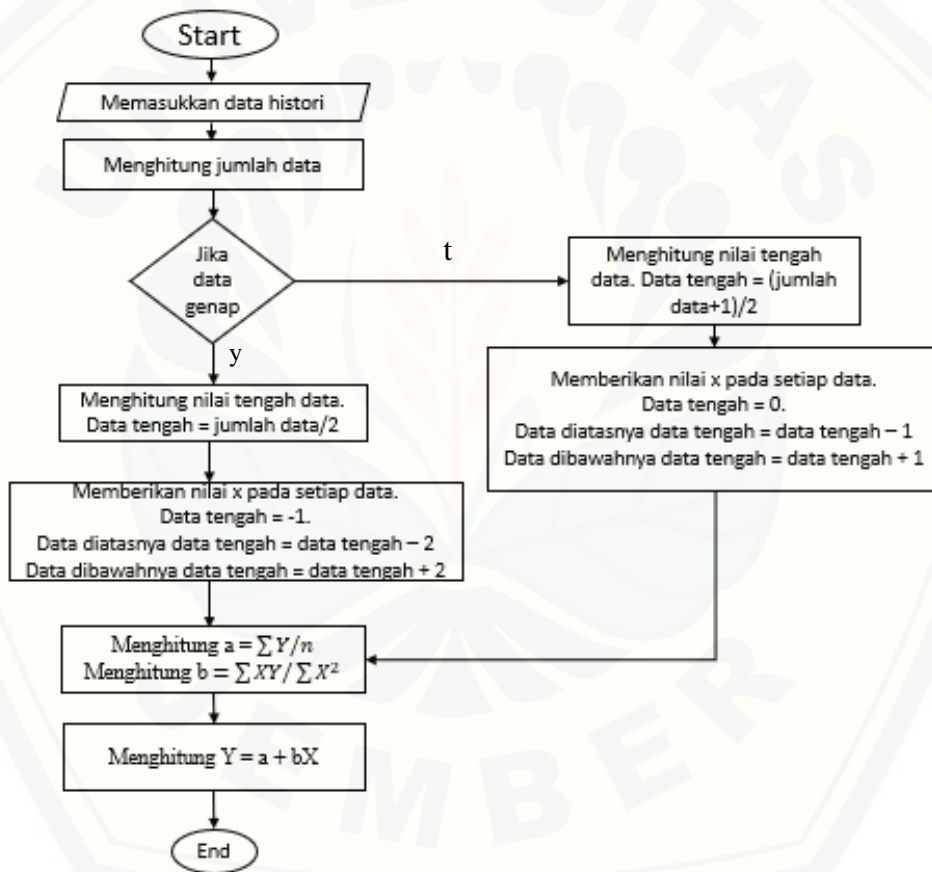 Start
Memasukkan data histori
Menghitung jumlah data
Jika
data
genap
t
Menghitung nilai tengah
data. Data tengah = (jumlah
data+1)/2
Memberikan nilai x pada setiap data.
Data tengah = 0.
Data diatasnya data tengah = data tengah – 1
Data dibawahnya data tengah = data tengah + 1
y
Menghitung nilai tengah data.
Data tengah = jumlah data/2
Memberikan nilai x pada setiap data.
Data tengah = -1.
Data diatasnya data tengah = data tengah – 2
Data dibawahnya data tengah = data tengah + 2
Menghitung a = ∑ Y/n
Menghitung b = ∑ XY/ ∑ X²
Menghitung Y = a + bX
End
UNIVERSITAS
JEMBER